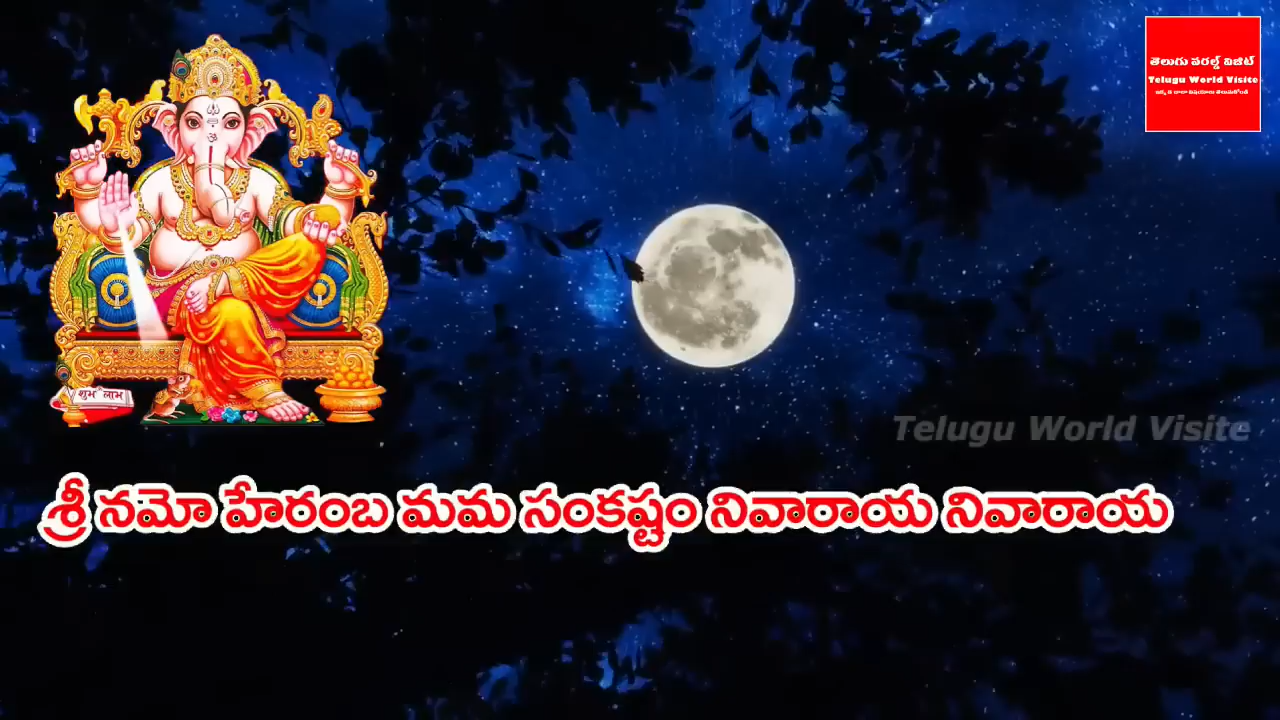 తెలుగు వరల్డ్ విజిట్
Telugu World Visite
शुभ लाभ
Telugu World Visite
శ్రీ నమో హేరంబ మమ సంకష్టం నివారాయ నివారాయ